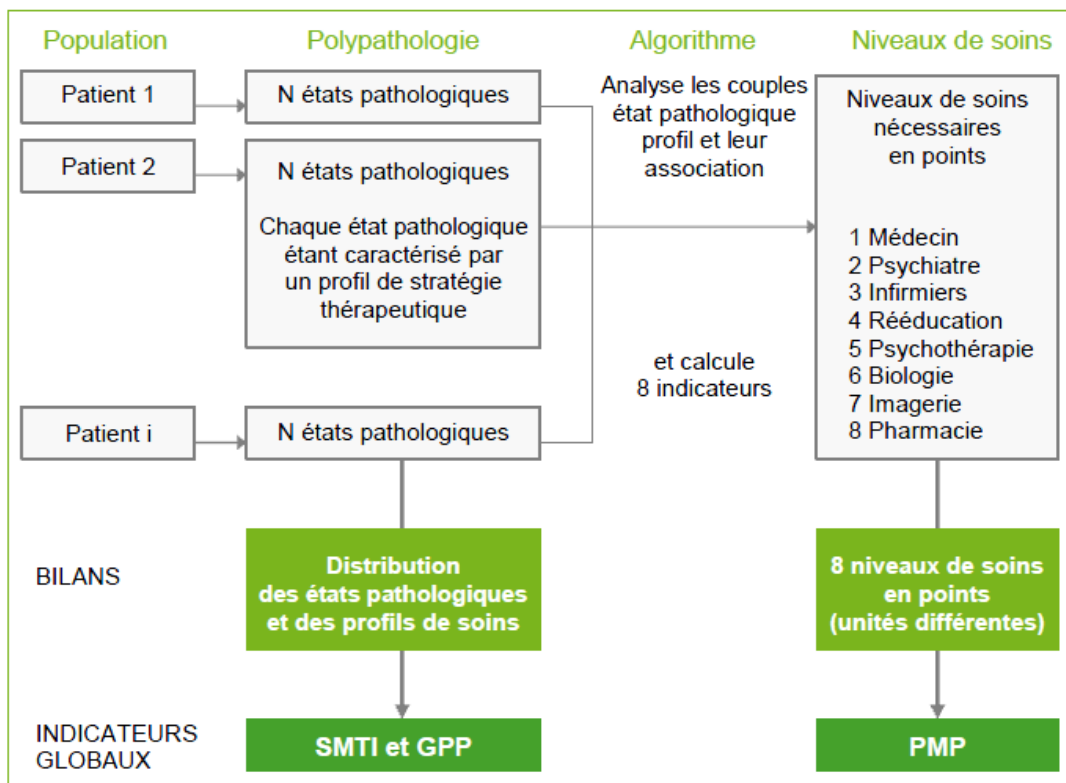 Population
Polypathologie
Algorithme
Niveaux de soins
Patient 1
N états pathologiques
Patient 2
N états pathologiques
Chaque état pathologique
étant caractérisé par
un profil de stratégie
thérapeutique
Patient i
N états pathologiques
Analyse les couples
état pathologique
profil et leur
association
et calcule
8 indicateurs
Niveaux de soins
nécessaires
en points
1 Médecin
2 Psychiatre
3 Infirmiers
4 Rééducation
5 Psychothérapie
6 Biologie
7 Imagerie
8 Pharmacie
BILANS
Distribution
des états pathologiques
et des profils de soins
8 niveaux de soins
en points
(unités différentes)
INDICATEURS
GLOBAUX
SMTI et GPP
PMP